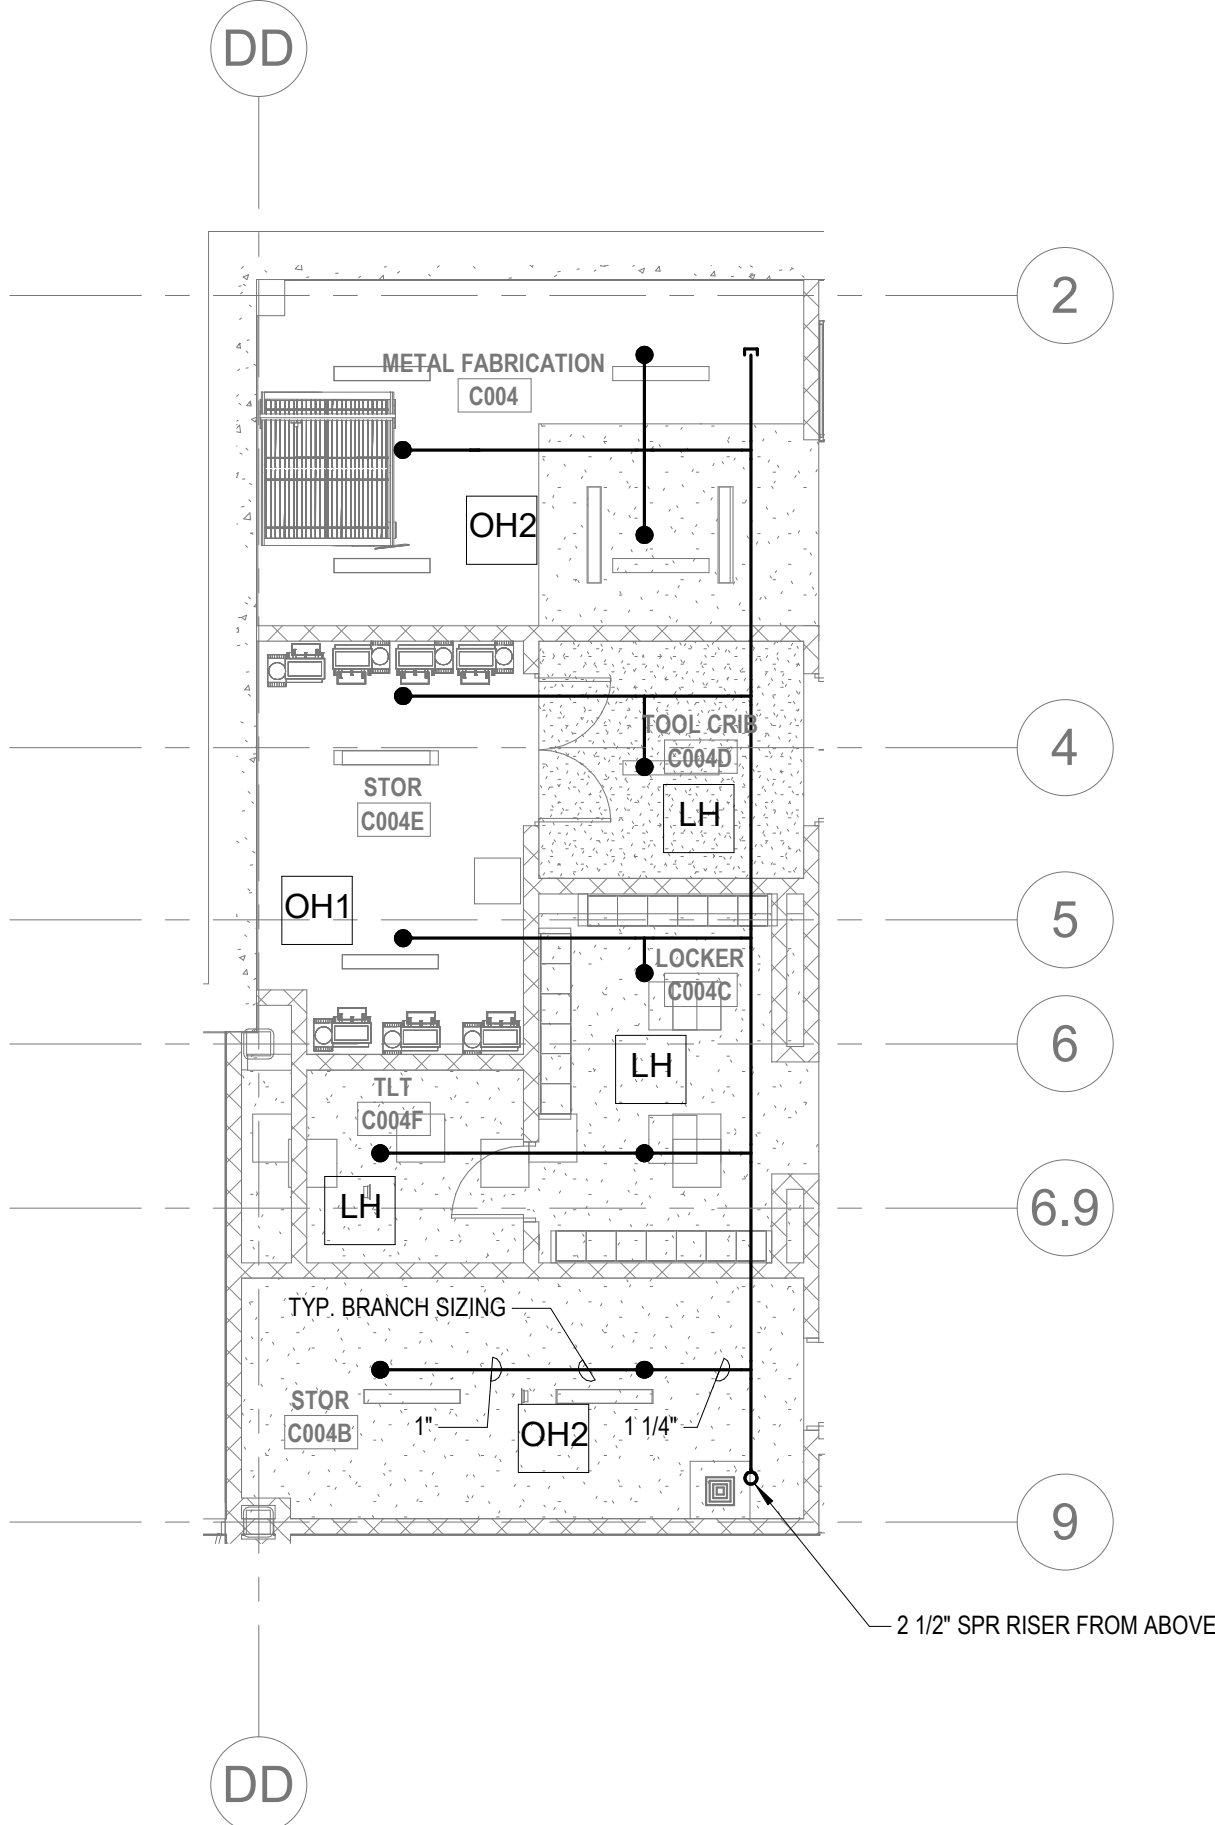 DD
2
METAL FABRICATION
C004
OH2
TOOL CRIB
C004D
4
STOR
C004E
LH
OH1
5
LOCKER
C004C
6
LH
TLT
C004F
LH
6.9
TYP. BRANCH SIZING
STOR
C004B
1"
OH2
1 1/4"
9
2 1/2" SPR RISER FROM ABOVE
DD